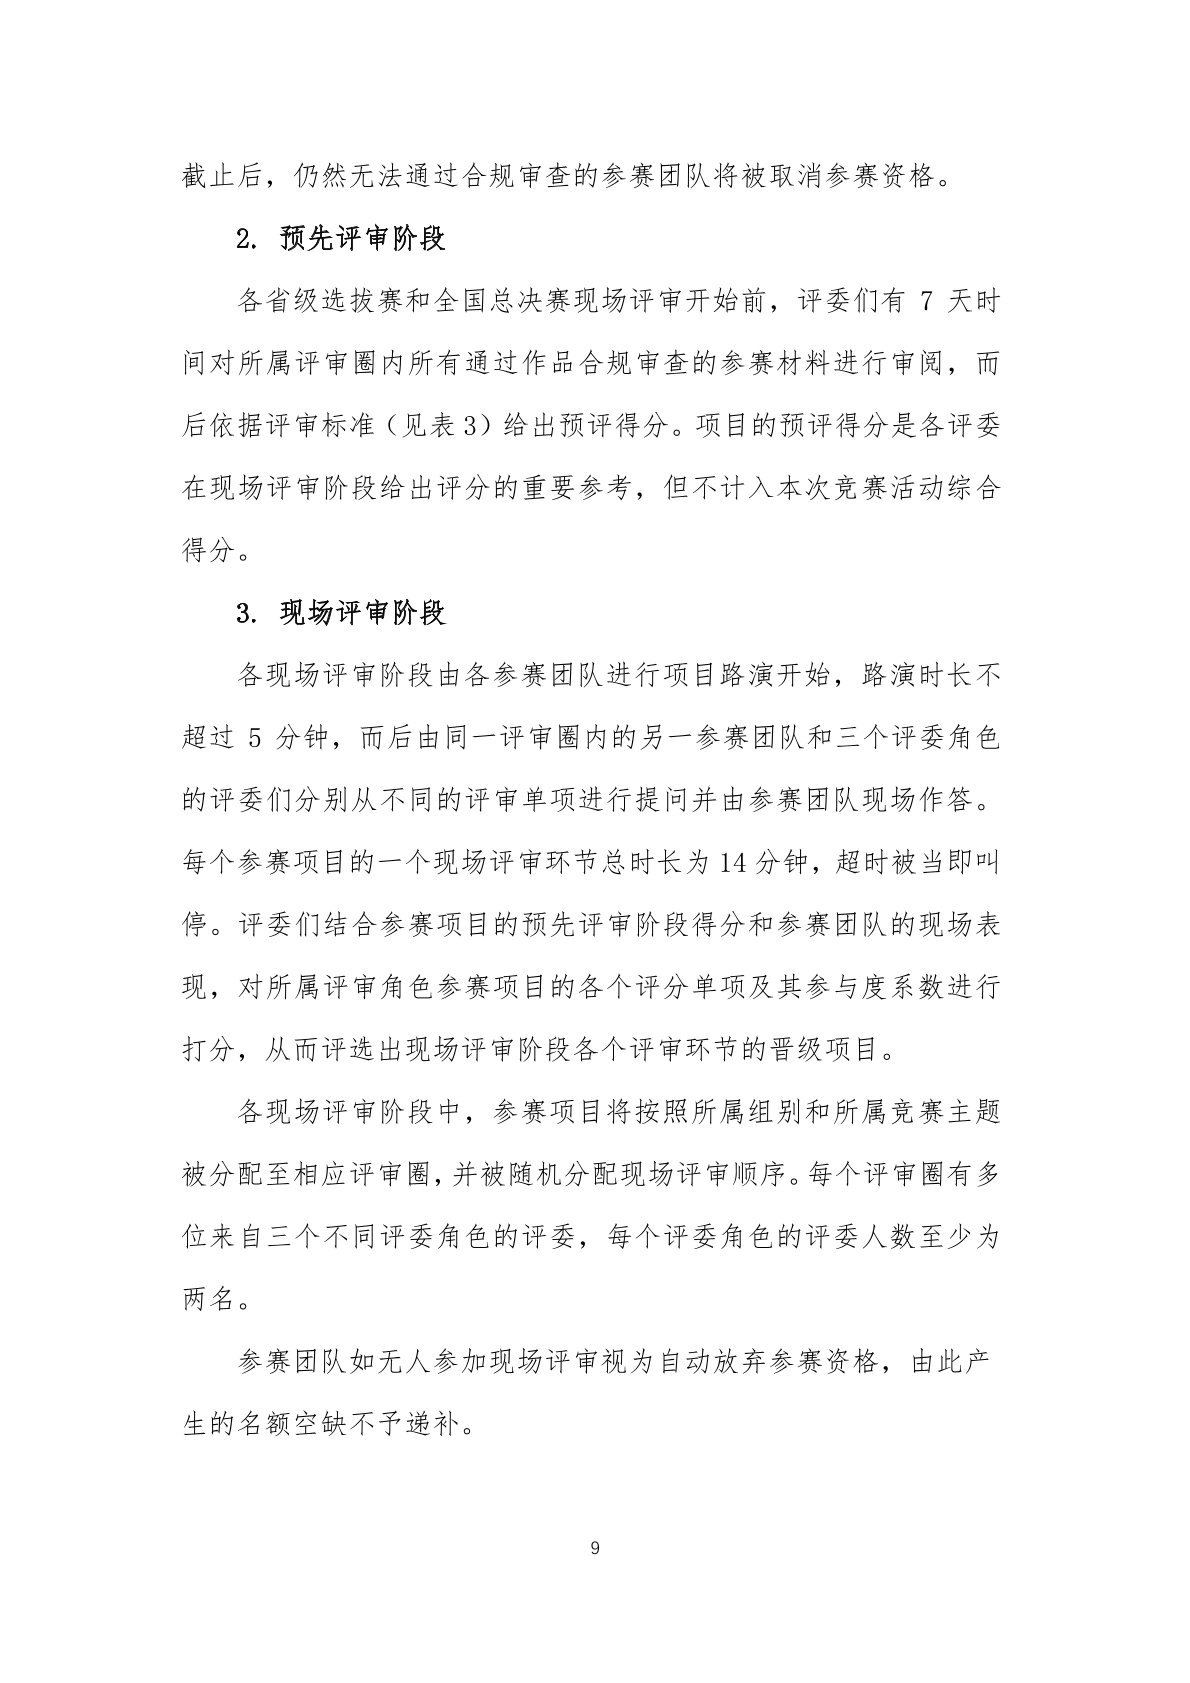 截止后，仍然无法通过合规审查的参赛团队将被取消参赛资格。
2. 预先评审阶段
各省级选拔赛和全国总决赛现场评审开始前，评委们有 7 天时
间对所属评审圈内所有通过作品合规审查的参赛材料进行审阅，而
后依据评审标准（见表 3）给出预评得分。项目的预评得分是各评委
在现场评审阶段给出评分的重要参考，但不计入本次竞赛活动综合
得分。
3. 现场评审阶段
各现场评审阶段由各参赛团队进行项目路演开始，路演时长不
超过 5 分钟，而后由同一评审圈内的另一参赛团队和三个评委角色
的评委们分别从不同的评审单项进行提问并由参赛团队现场作答。
每个参赛项目的一个现场评审环节总时长为 14 分钟，超时被当即叫
停。评委们结合参赛项目的预先评审阶段得分和参赛团队的现场表
现，对所属评审角色参赛项目的各个评分单项及其参与度系数进行
打分，从而评选出现场评审阶段各个评审环节的晋级项目。
各现场评审阶段中，参赛项目将按照所属组别和所属竞赛主题
被分配至相应评审圈，并被随机分配现场评审顺序。每个评审圈有多
位来自三个不同评委角色的评委，每个评委角色的评委人数至少为
两名。
参赛团队如无人参加现场评审视为自动放弃参赛资格，由此产
生的名额空缺不予递补。
9